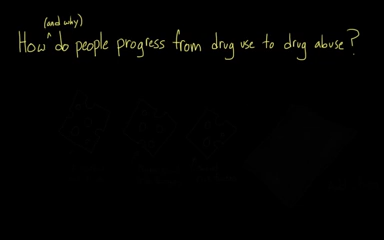 (and why)
How ^ do people progress from drug use to drug abuse?